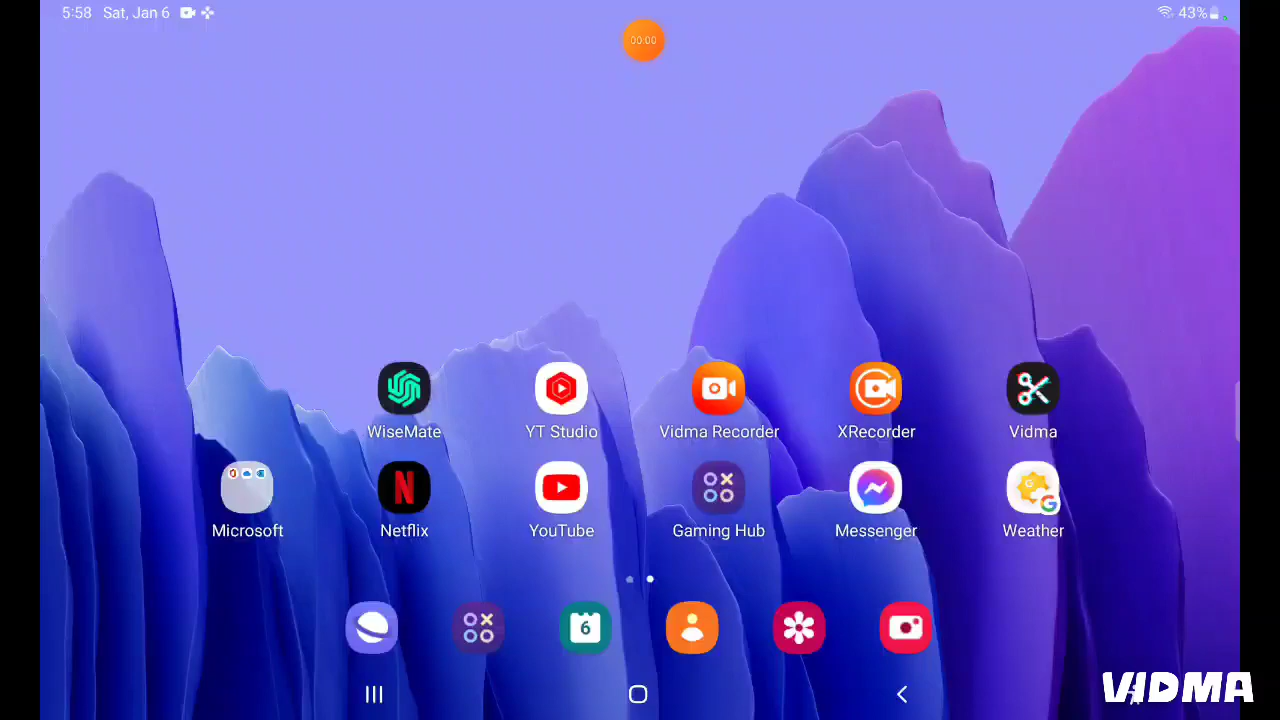 5:58 Sat, Jan 6
43%
00:00
WiseMate
YT Studio
Vidma Recorder
XRecorder
Vidma
Microsoft
Netflix
YouTube
Gaming Hub
Messenger
Weather
6
VIDMA